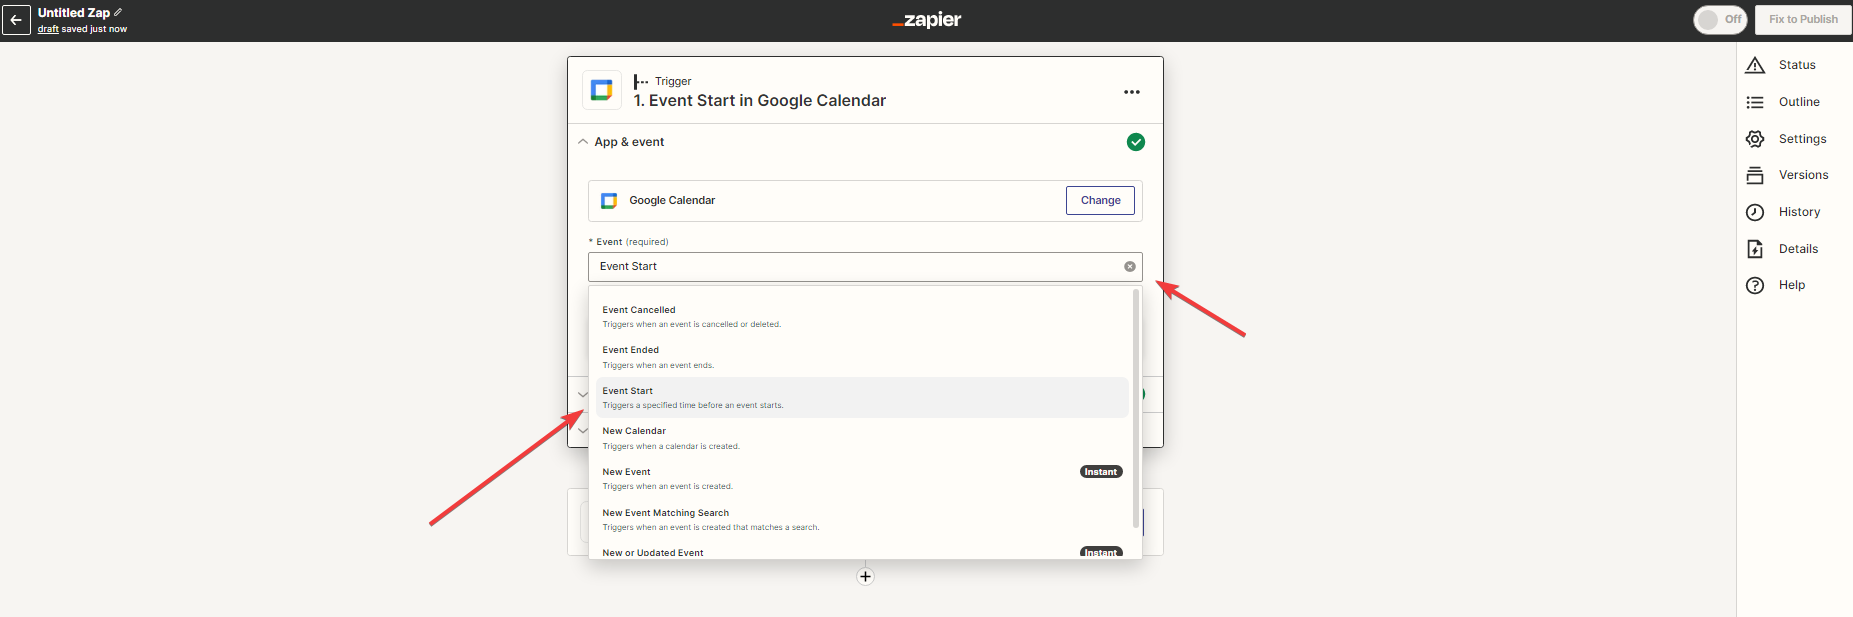 Untitled Zap
draft saved just now
_zapier
Off
Fix to Publish
Trigger
1. Event Start in Google Calendar
App & event
Google Calendar
Change
* Event (required)
Event Start
Event Cancelled
Triggers when an event is cancelled or deleted.
Event Ended
Triggers when an event ends.
Event Start
Triggers a specified time before an event starts.
New Calendar
Triggers when a calendar is created.
New Event
Instant
Triggers when an event is created.
New Event Matching Search
Triggers when an event is created that matches a search.
New or Updated Event
Instant
Status
Outline
Settings
Versions
History
Details
Help